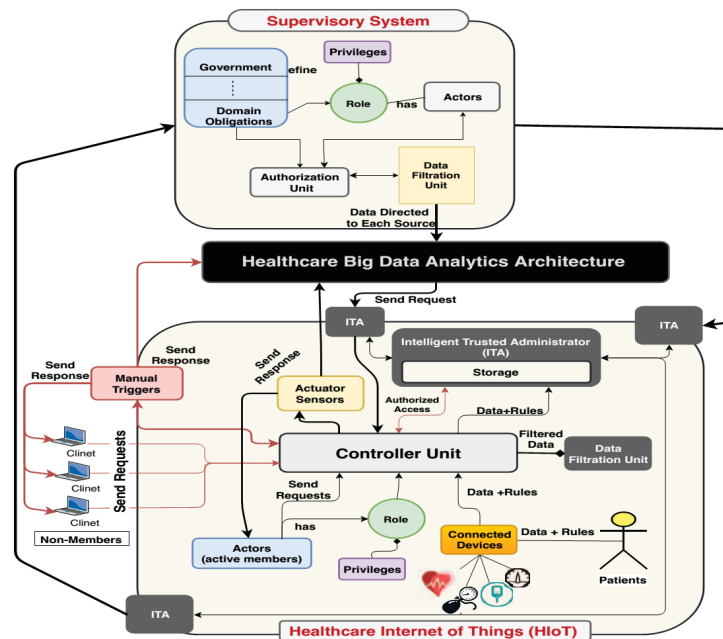 Supervisory System
Privileges
Government
efine
Domain
Obligations
Role
has
Actors
Authorization
Unit
Data
Filtration
Unit
Data Directed
to Each Source
Healthcare Big Data Analytics Architecture
Send Request
ITA
ITA
Intelligent Trusted Administrator
(ITA)
Storage
Send
Response
Send
Response
Manual
Triggers
Send
Response
Actuator
Sensors
Authorized
Access
Data+Rules
Clinet
Clinet
Clinet
Send Requests
Non-Members
Controller Unit
Filtered
Data
Data
Filtration Unit
Send
Requests
has
Role
Data +Rules
Actors
(active members)
Privileges
Connected
Devices
Data + Rules
Patients
ITA
Healthcare Internet of Things (HIoT)